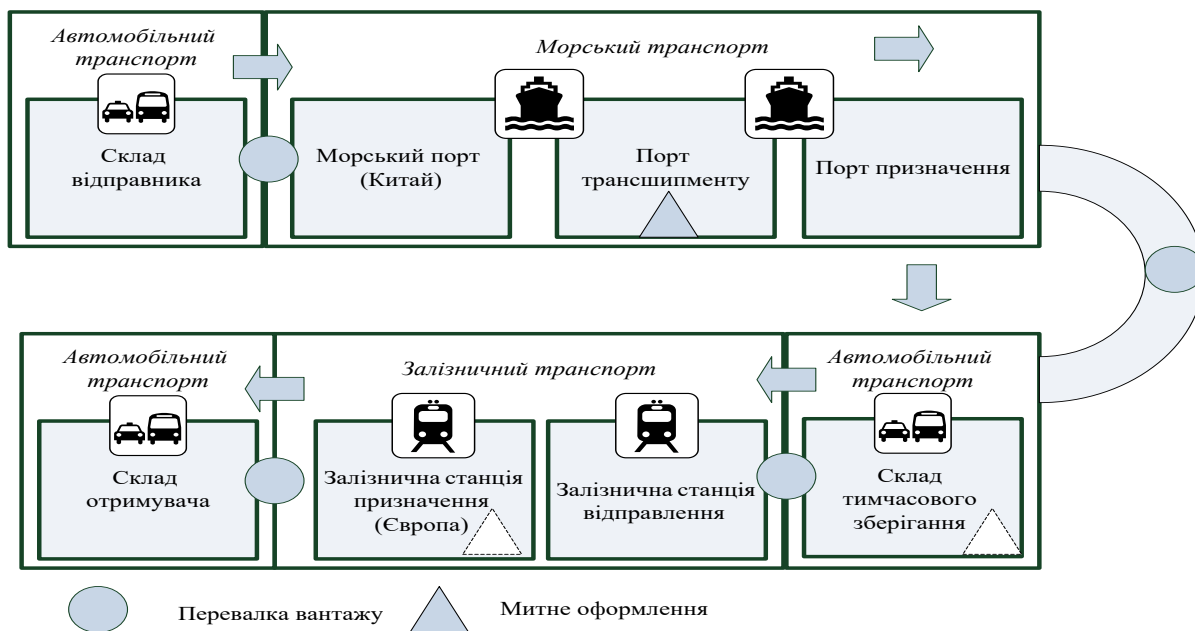 Автомобільний
транспорт
Морський транспорт
Склад
відправника
Морський порт
(Китай)
Порт
трансшипменту
Порт призначення
Автомобільний
транспорт
Залізничний транспорт
Автомобільний
транспорт
Склад
отримувача
Залізнична станція
призначення
(Європа)
Залізнична станція
відправлення
Склад
тимчасового
зберігання
Перевалка вантажу
Митне оформлення